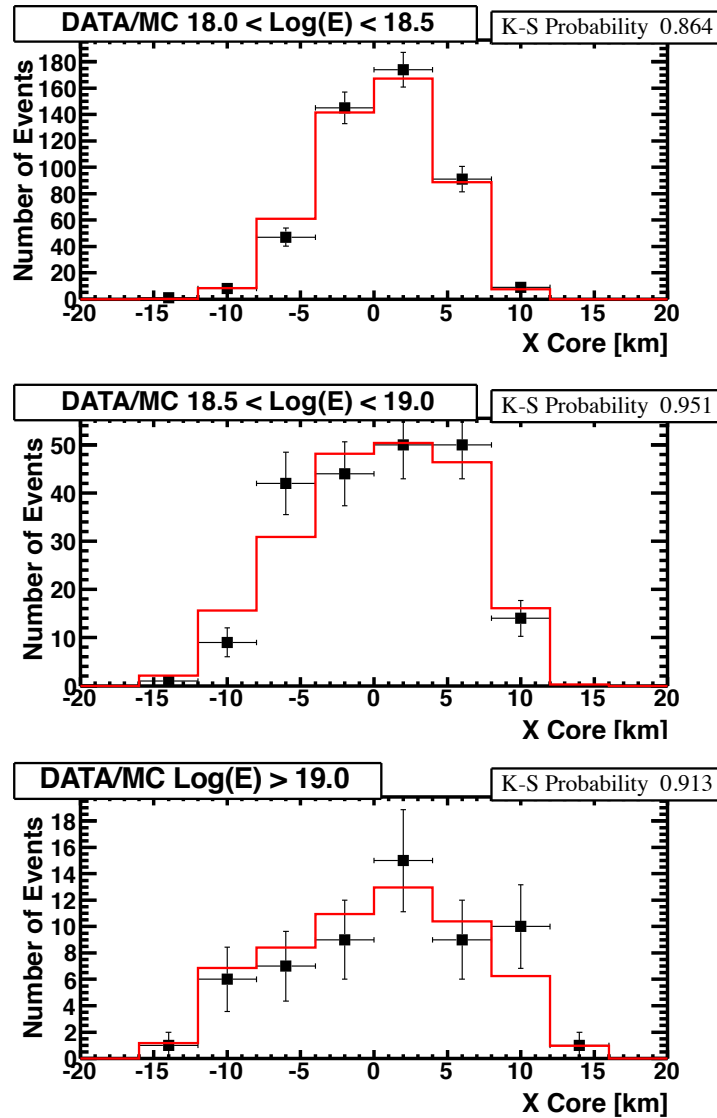 DATA/MC 18.0 < Log(E) < 18.5
K-S Probability 0.864
Number of Events
180
160
140
120
100
80
60
40
20
0
-20 -15 -10 -5 0 5 10 15 20
X Core [km]
DATA/MC 18.5 < Log(E) < 19.0
K-S Probability 0.951
Number of Events
50
40
30
20
10
0
-20 -15 -10 -5 0 5 10 15 20
X Core [km]
DATA/MC Log(E) > 19.0
K-S Probability 0.913
Number of Events
18
16
14
12
10
8
6
4
2
0
-20 -15 -10 -5 0 5 10 15 20
X Core [km]